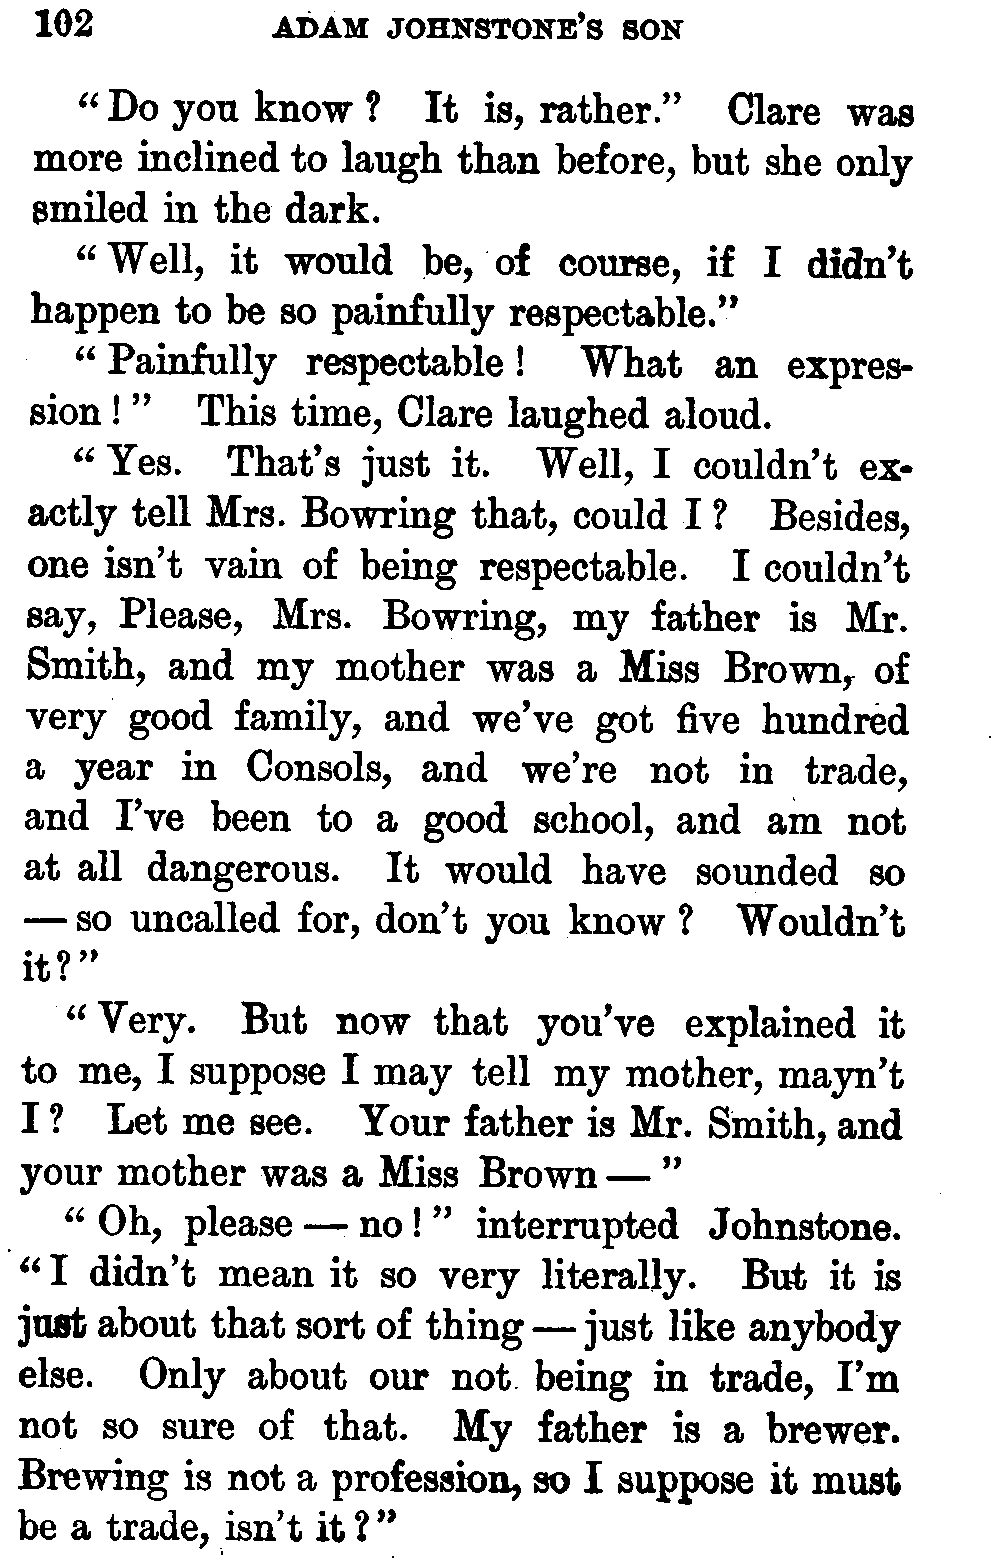 102 ADAM JOHNSTONE'S SON
"Do you know? It is, rather." Clare was
more inclined to laugh than before, but she only
smiled in the dark.
"Well, it would be, of course, if I didn't
happen to be so painfully respectable."
"Painfully respectable! What an expres-
sion!" This time, Clare laughed aloud.
"Yes. That's just it. Well, I couldn't ex-
actly tell Mrs. Bowring that, could I? Besides,
one isn't vain of being respectable. I couldn't
say, Please, Mrs. Bowring, my father is Mr.
Smith, and my mother was a Miss Brown, of
very good family, and we've got five hundred
a year in Consols, and we're not in trade,
and I've been to a good school, and am not
at all dangerous. It would have sounded so
— so uncalled for, don't you know? Wouldn't
it?"
"Very. But now that you've explained it
to me, I suppose I may tell my mother, mayn't
I? Let me see. Your father is Mr. Smith, and
your mother was a Miss Brown — "
"Oh, please — no!" interrupted Johnstone.
"I didn't mean it so very literally. But it is
just about that sort of thing — just like anybody
else. Only about our not being in trade, I'm
not so sure of that. My father is a brewer.
Brewing is not a profession, so I suppose it must
be a trade, isn't it?"